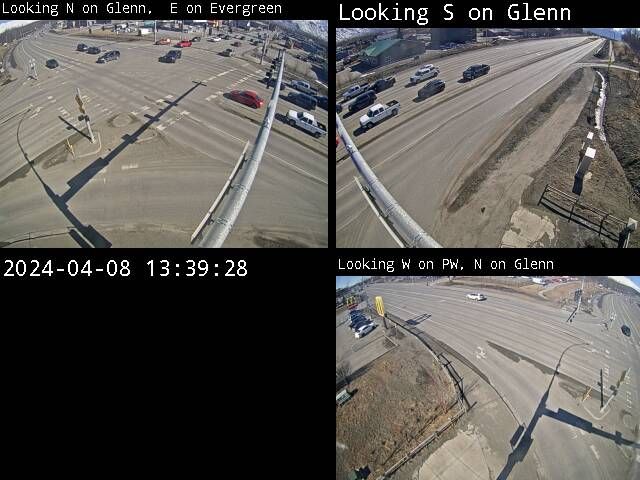 Looking N on Glenn, E on Evergreen
Looking S on Glenn
2024-04-08 13:39:28
Looking W on PW, N on Glenn